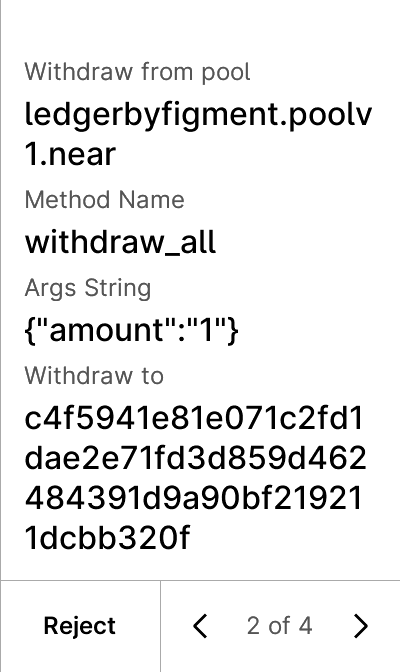 Withdraw from pool
ledgerbyfigment.poolv
1.near
Method Name
withdraw_all
Args String
{"amount":"1"}
Withdraw to
c4f5941e81e071c2fd1
dae2e71fd3d859d462
484391d9a90bf21921
1dcbb320f
Reject
2 of 4